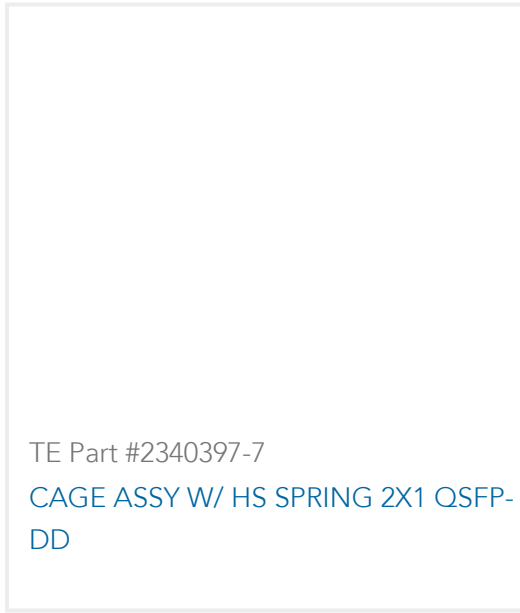 TE Part #2340397-7
CAGE ASSY W/ HS SPRING 2X1 QSFP-
DD